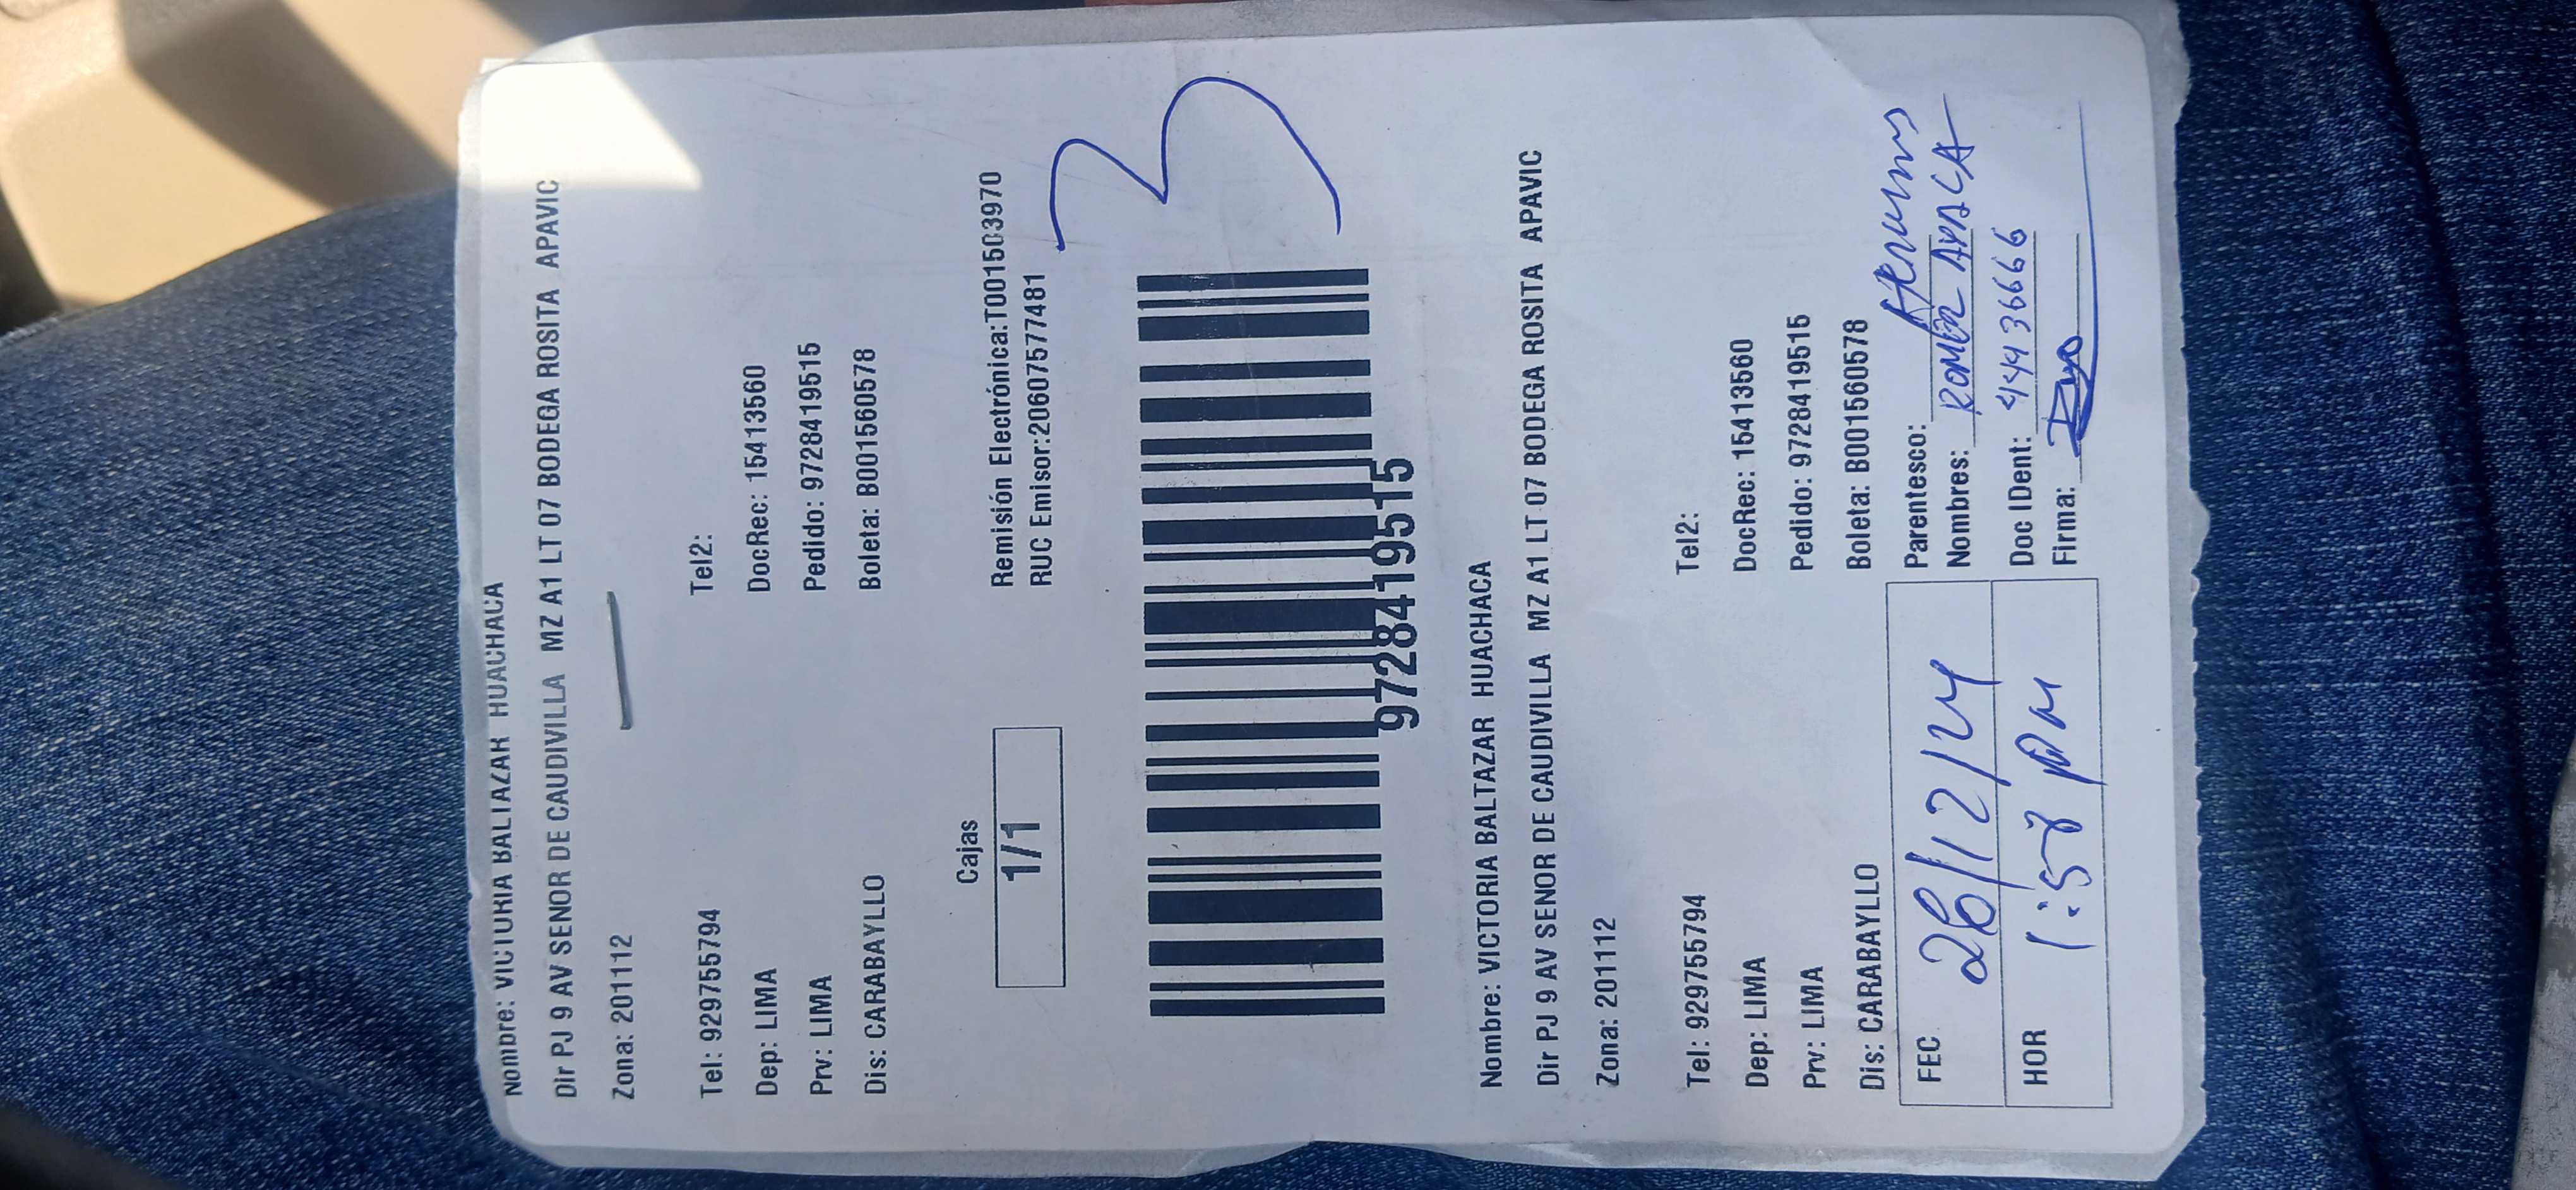 Nombre: VICTORIA BALTAZAR HUACHACA
Dir PJ 9 AV SENOR DE CAUDIVILLA MZ A1 LT 07 BODEGA ROSITA APAVIC
Zona: 201112
Tel: 929755794 Tel2:
Dep: LIMA DocRec: 15413560
Prv: LIMA Pedido: 9728419515
Dis: CARABAYLLO Boleta: B001560578
Cajas
1/1
Remisión Electrónica:T001503970
RUC Emisor:20607577481
3
9728419515
Nombre: VICTORIA BALTAZAR HUACHACA
Dir PJ 9 AV SENOR DE CAUDIVILLA MZ A1 LT 07 BODEGA ROSITA APAVIC
Zona: 201112
Tel: 929755794 Tel2:
Dep: LIMA DocRec: 15413560
Prv: LIMA Pedido: 9728419515
Dis: CARABAYLLO Boleta: B001560578
FEC 26/12/24
HOR 1:58 PM
Parentesco:
Nombres: APASCA
Doc IDent: 44436666
Firma: